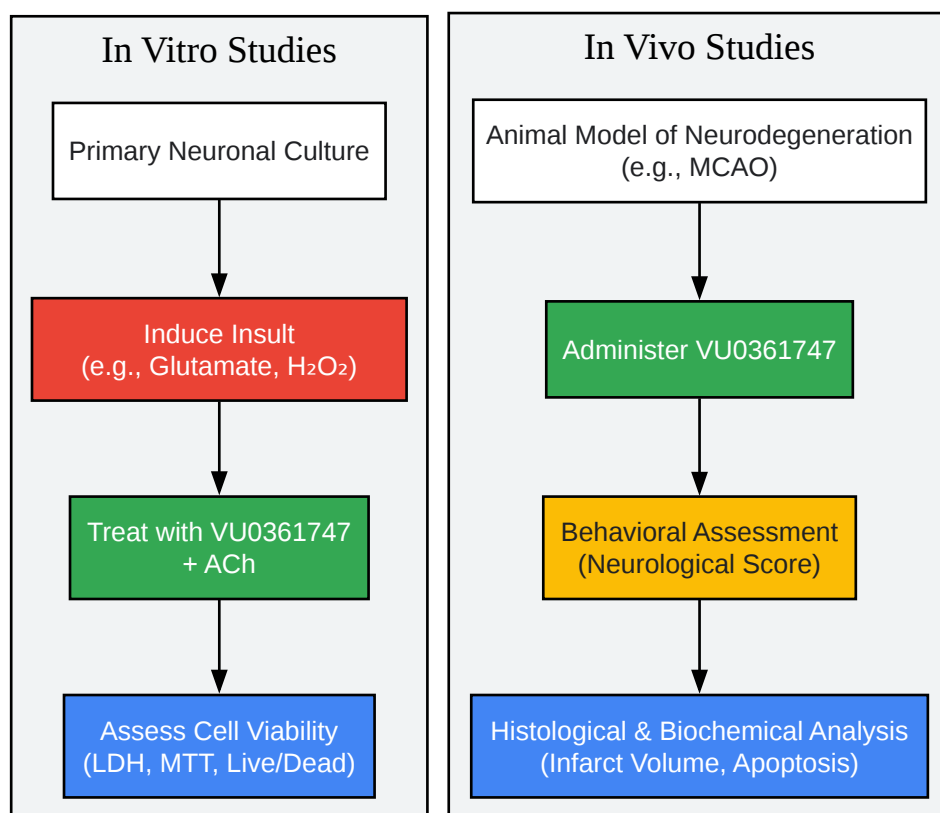 In Vitro Studies
Primary Neuronal Culture
Induce Insult
(e.g., Glutamate, H₂O₂)
Treat with VU0361747
+ ACh
Assess Cell Viability
(LDH, MTT, Live/Dead)
In Vivo Studies
Animal Model of Neurodegeneration
(e.g., MCAO)
Administer VU0361747
Behavioral Assessment
(Neurological Score)
Histological & Biochemical Analysis
(Infarct Volume, Apoptosis)